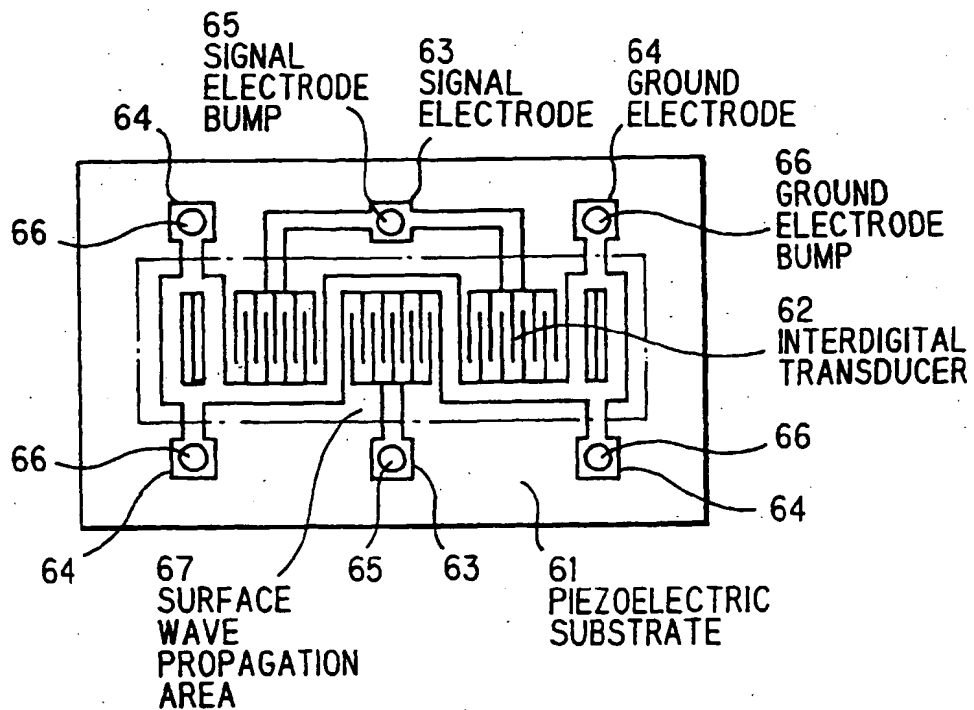 65
SIGNAL
ELECTRODE
BUMP
63
SIGNAL
ELECTRODE
64
GROUND
ELECTRODE
64
66
66
GROUND
ELECTRODE
BUMP
62
INTERDIGITAL
TRANSDUCER
66
66
64
64
67
SURFACE
WAVE
PROPAGATION
AREA
65
63
61
PIEZOELECTRIC
SUBSTRATE